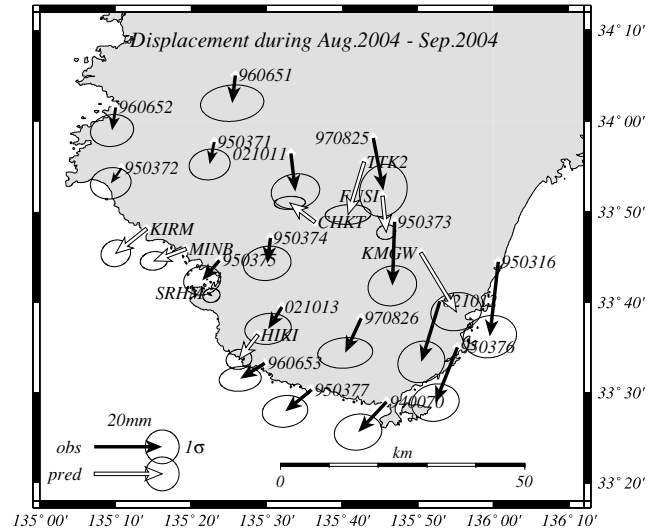 Displacement during Aug.2004 - Sep.2004
34˚10'
960651
960652
34˚00'
950371
970825
021011
TTK2
950372
FUSI
33˚50'
CHKT
950373
KIRM
950374
MINB
KMGW
950375
950316
SRHM
33˚40'
021013
970826
HIKI
950376
960653
33˚30'
950377
940070
20mm
obs
1σ
km
pred
0
50
33˚20'
135˚00'
135˚10'
135˚20'
135˚30'
135˚40'
135˚50'
136˚00'
136˚10'